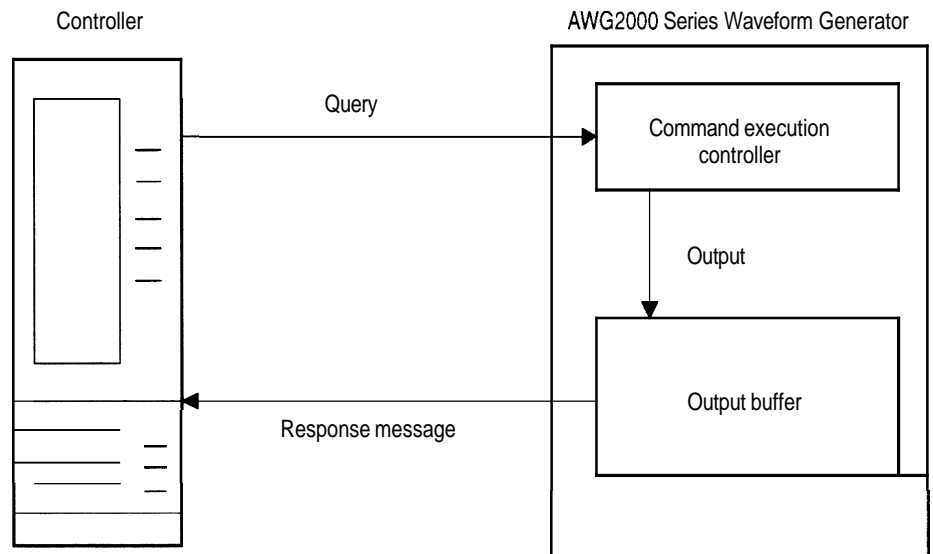 Controller
AWG2000 Series Waveform Generator
Query
Command execution
controller
Output
Output buffer
Response message